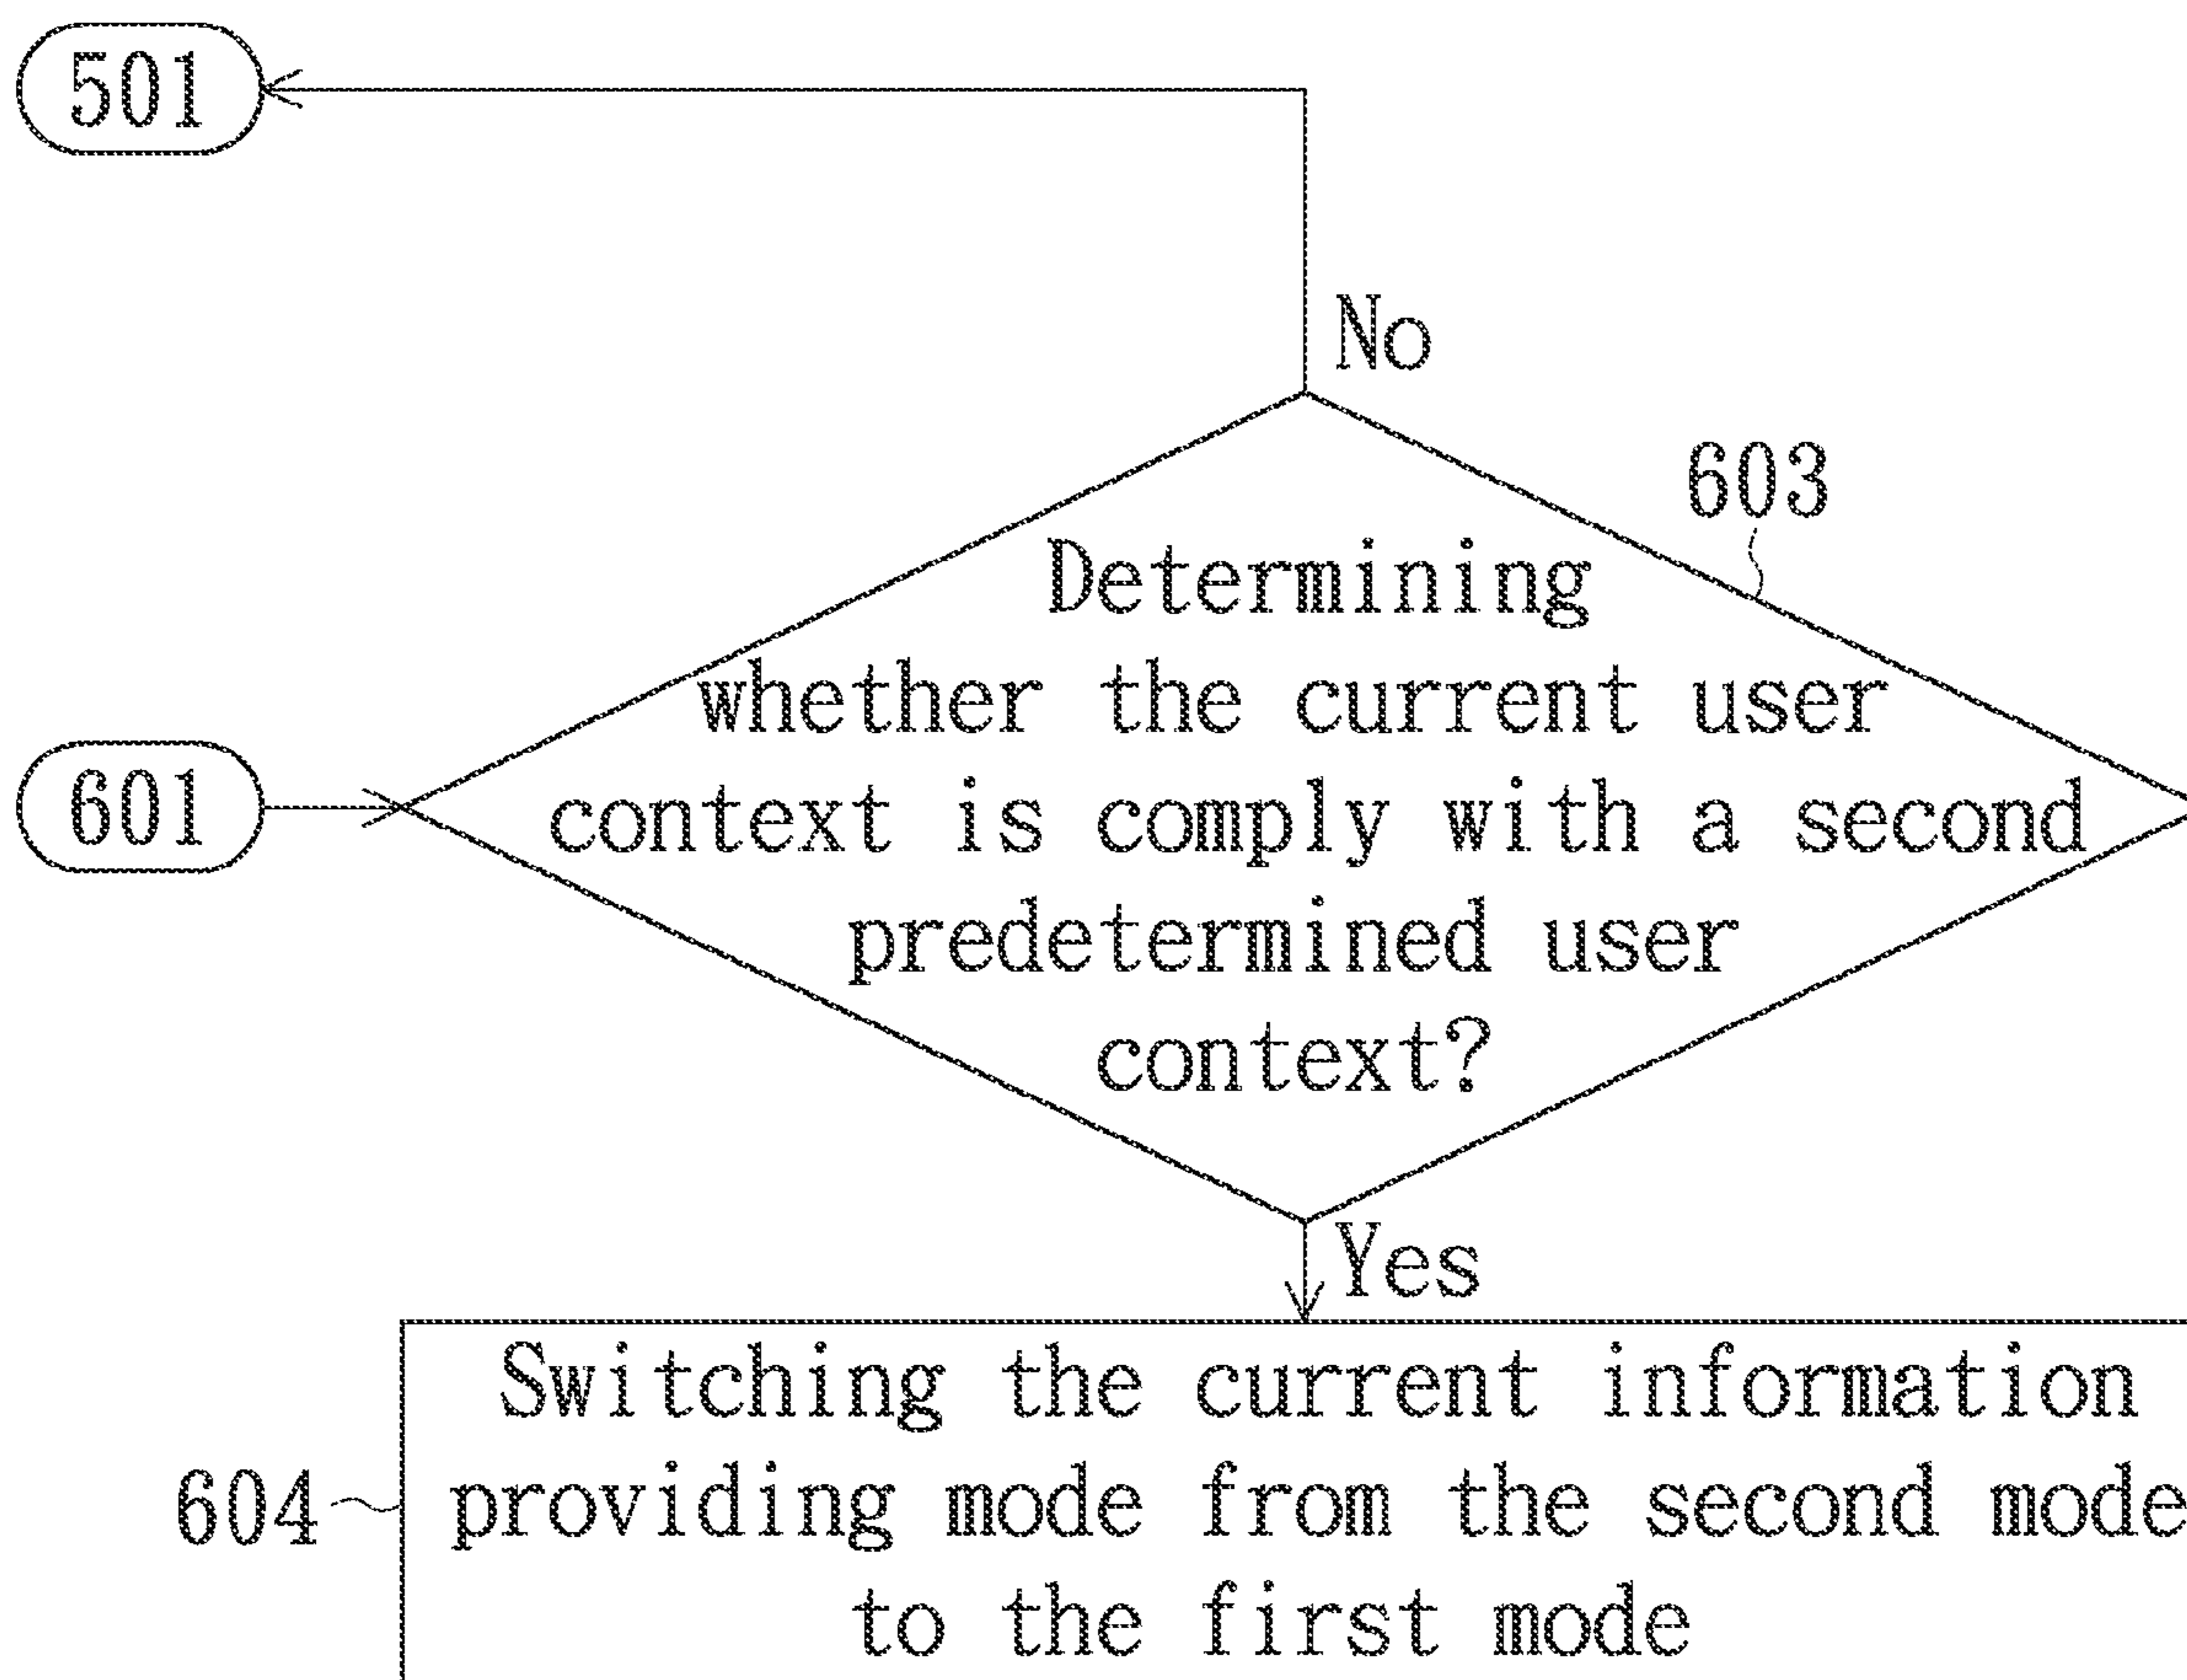 501
No
603
Determining
whether the current user
context is comply with a second
predetermined user
context?
601
Yes
Switching the current information
providing mode from the second mode
to the first mode
604